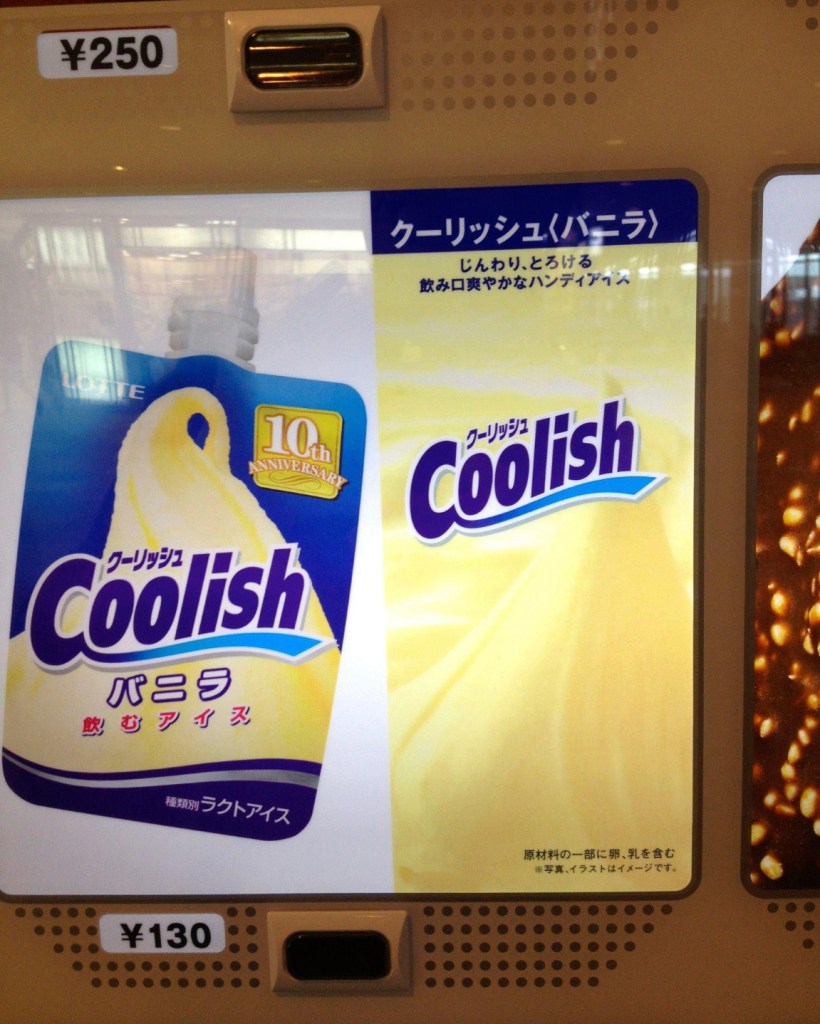 ¥250
クーリッシュ〈バニラ〉
じんわり、とろける
飲み口爽やかなハンディアイス
LOTTE
10th
ANNIVERSARY
クーリッシュ
Coolish
クーリッシュ
Coolish
バニラ
飲むアイス
種類別ラクトアイス
原材料の一部に卵、乳を含む
※写真、イラストはイメージです。
¥130